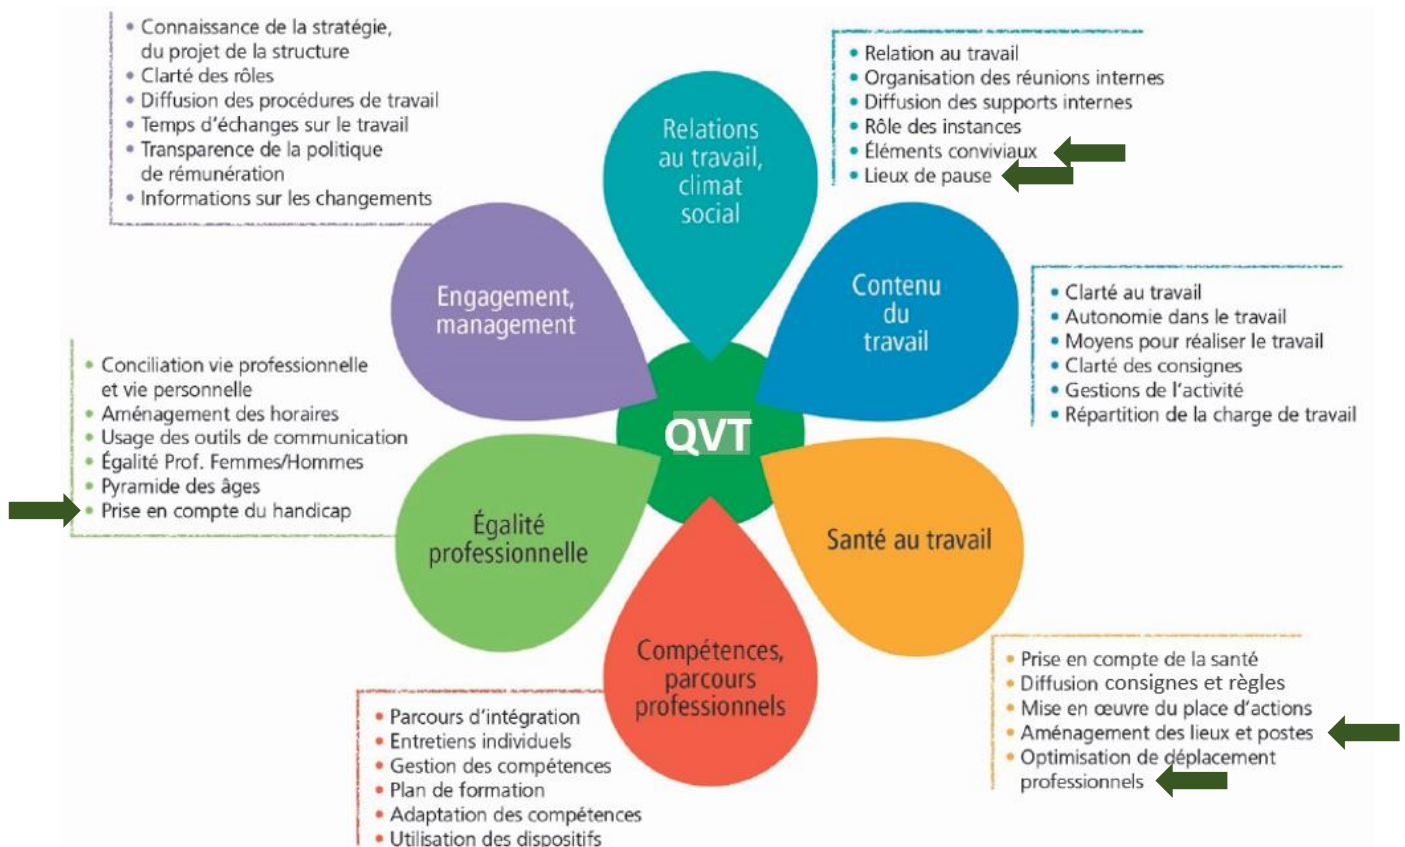 • Connaissance de la stratégie,
du projet de la structure
• Clarté des rôles
• Diffusion des procédures de travail
• Temps d'échanges sur le travail
• Transparence de la politique
de rémunération
• Informations sur les changements
Relations
au travail,
climat
social
• Relation au travail
• Organisation des réunions internes
• Diffusion des supports internes
• Rôle des instances
• Éléments conviviaux
• Lieux de pause
Engagement,
management
Contenu
du
travail
• Clarté au travail
• Autonomie dans le travail
• Moyens pour réaliser le travail
• Clarté des consignes
• Gestions de l'activité
• Répartition de la charge de travail
• Conciliation vie professionnelle
et vie personnelle
• Aménagement des horaires
• Usage des outils de communication
• Égalité Prof. Femmes/Hommes
• Pyramide des âges
• Prise en compte du handicap
QVT
Égalité
professionnelle
Santé au travail
Compétences,
parcours
professionnels
• Prise en compte de la santé
• Diffusion consignes et règles
• Mise en œuvre du place d'actions
• Aménagement des lieux et postes
• Optimisation de déplacement
professionnels
• Parcours d'intégration
• Entretiens individuels
• Gestion des compétences
• Plan de formation
• Adaptation des compétences
• Utilisation des dispositifs